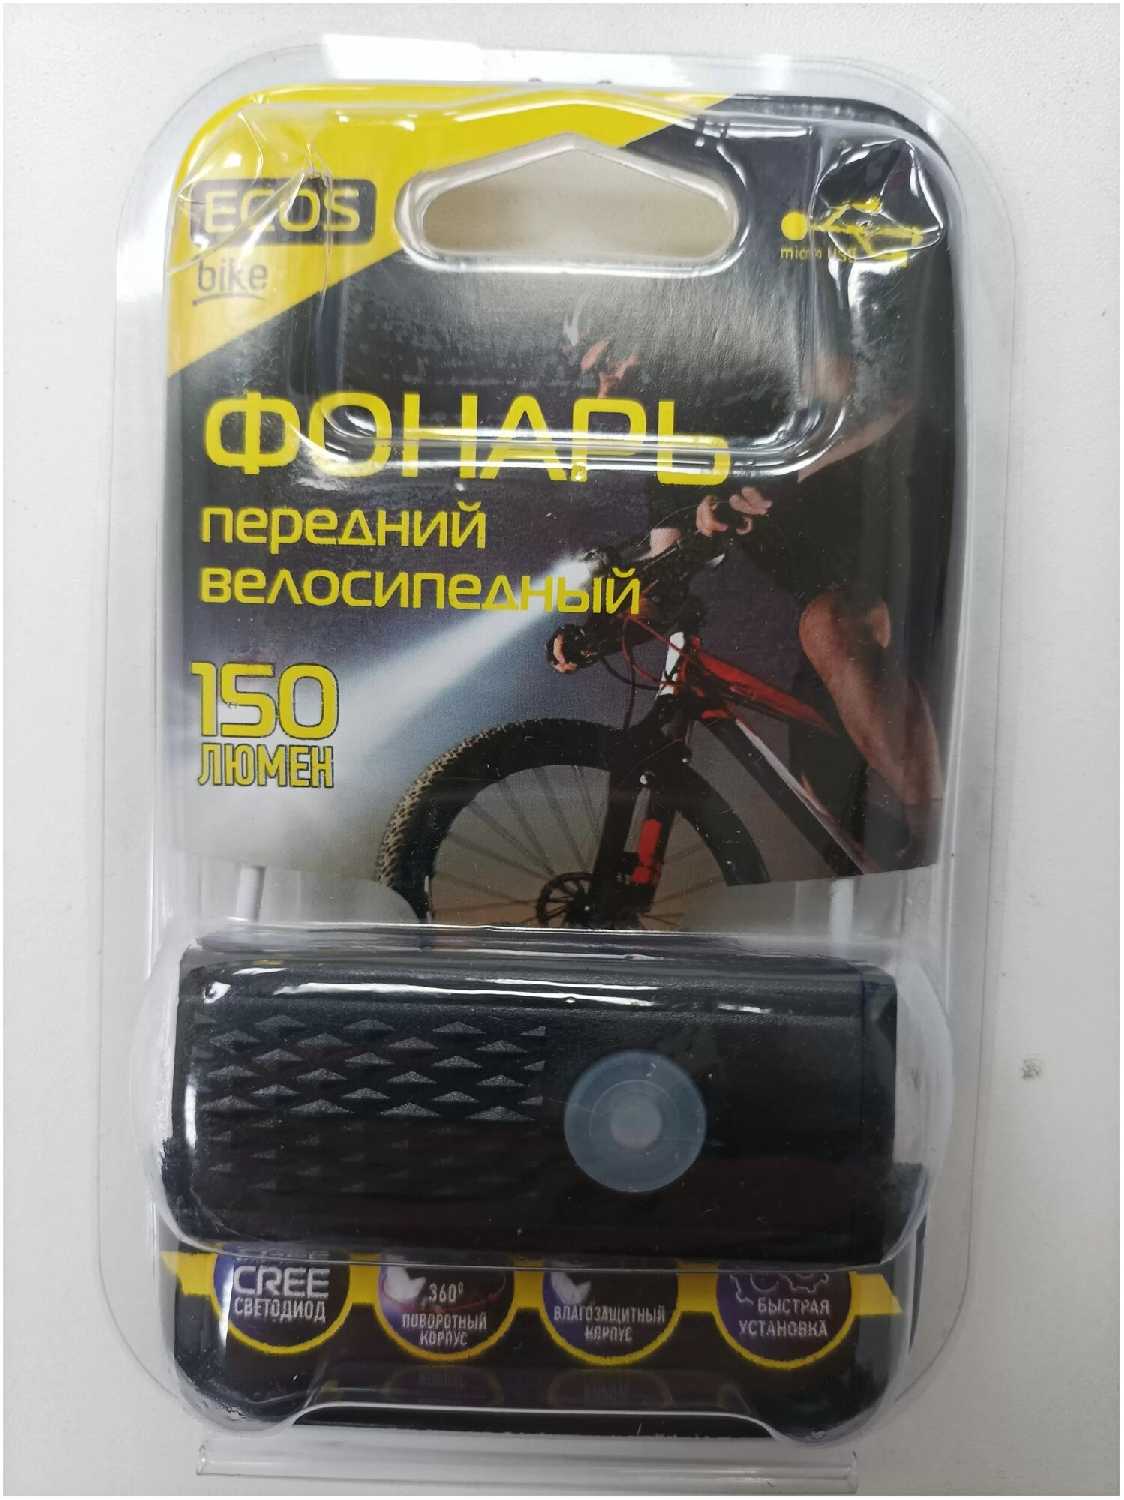 ECOS
bike
micro USB
ФОНАРЬ
передний
велосипедный
150
ЛЮМЕН
CREE
СВЕТОДИОД
360°
ПОВОРОТНЫЙ
КОРПУС
ВЛАГОЗАЩИТНЫЙ
КОРПУС
БЫСТРАЯ
УСТАНОВКА